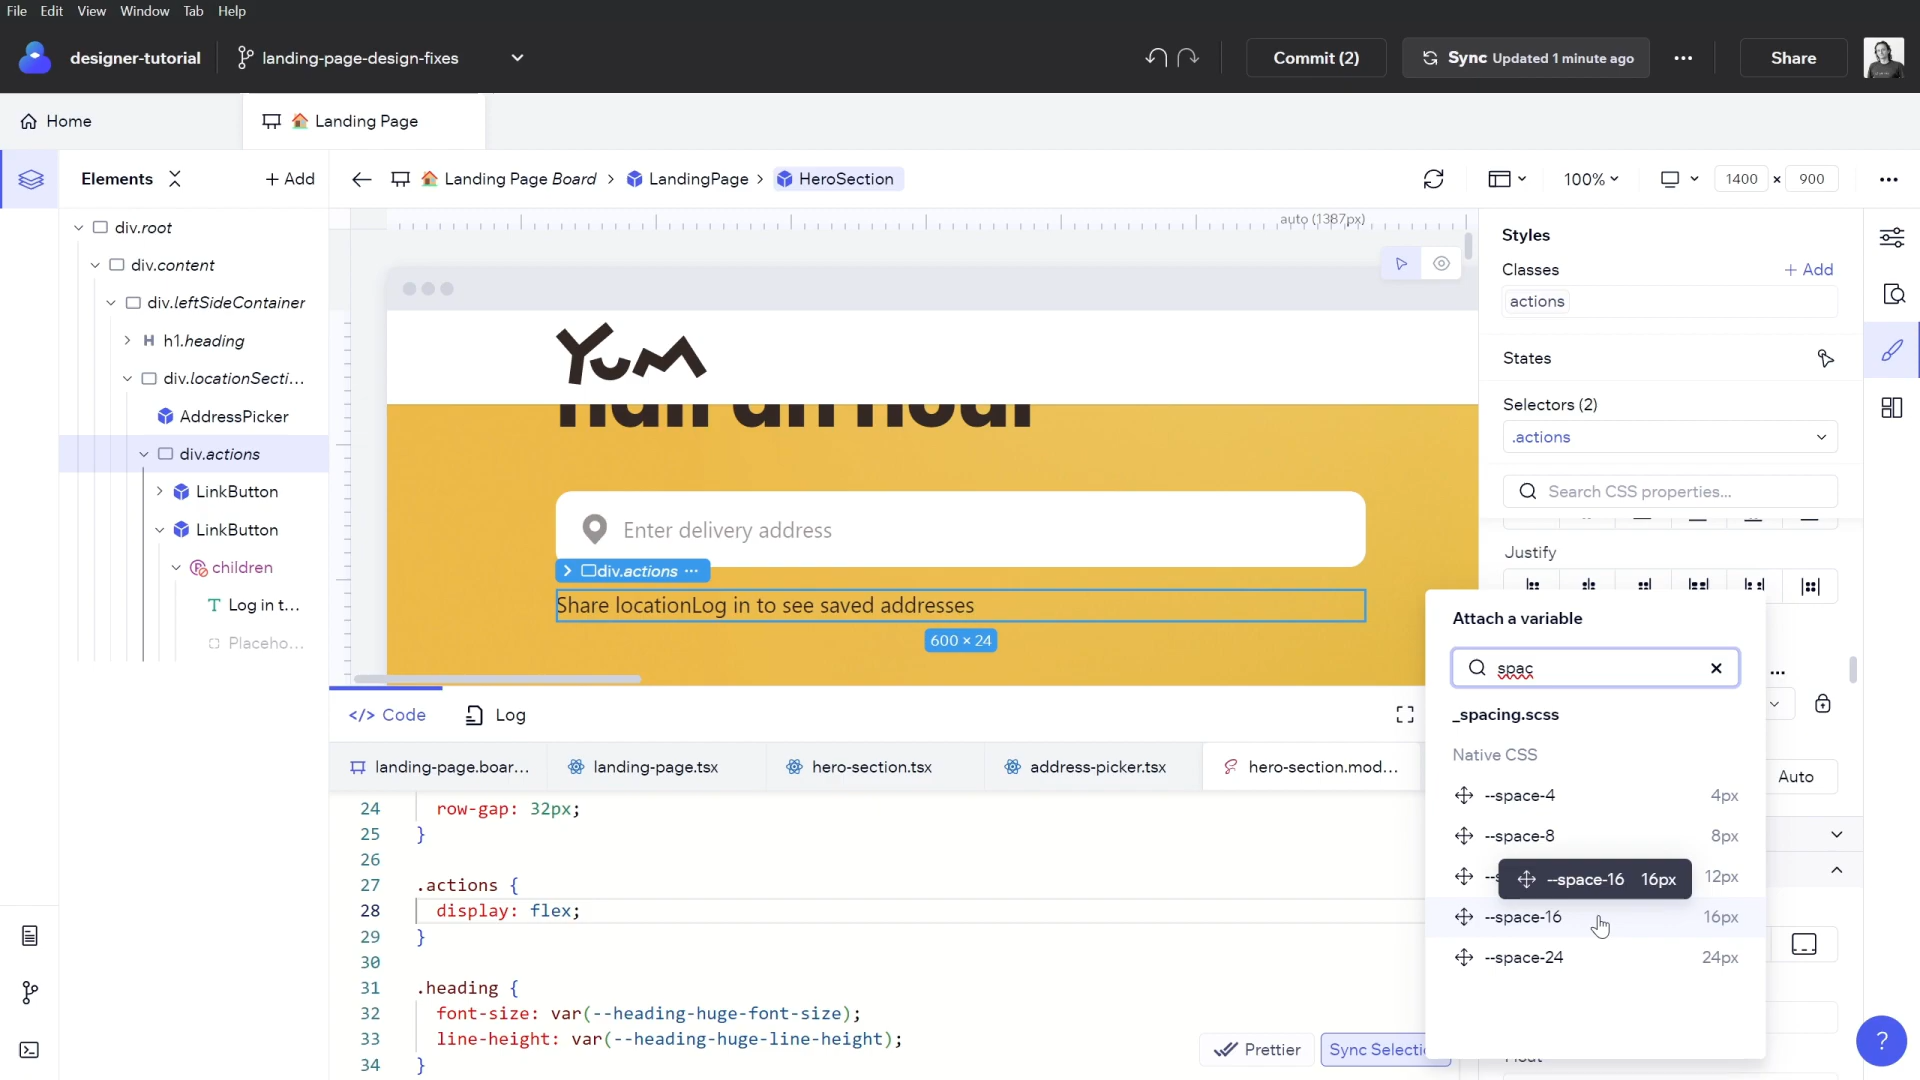 File Edit View Window Tab Help
designer-tutorial landing-page-design-fixes Commit (2) Sync Updated 1 minute ago Share
Home Landing Page
Elements + Add Landing Page Board > LandingPage > HeroSection 100% 1400 × 900
auto (1387px)
div.root
div.content
div.leftSideContainer
H h1.heading
div.locationSecti...
AddressPicker
div.actions
LinkButton
LinkButton
children
T Log in t...
Placeho...
Yum
half an hour
Enter delivery address
div.actions ...
Share locationLog in to see saved addresses
600 × 24
Styles
Classes + Add
actions
States
Selectors (2)
.actions
Search CSS properties...
Justify
Attach a variable
spac
_spacing.scss
Native CSS
--space-4 4px
--space-8 8px
--s 12px
--space-16 16px
--space-16 16px
--space-24 24px
Auto
</> Code Log
landing-page.boar... landing-page.tsx hero-section.tsx address-picker.tsx hero-section.mod...
24 row-gap: 32px;
25 }
26
27 .actions {
28 display: flex;
29 }
30
31 .heading {
32 font-size: var(--heading-huge-font-size);
33 line-height: var(--heading-huge-line-height);
34 }
Prettier Sync Selecti
?